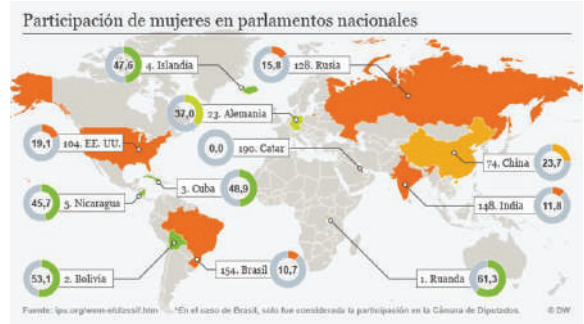 Participación de mujeres en parlamentos nacionales
47,6 4. Islandia
15,8 128. Rusia
37,0 23. Alemania
19,1 104. EE. UU.
0,0 190. Catar
74. China 23,7
3. Cuba 48,9
45,7 5. Nicaragua
148. India 11,8
53,1 2. Bolivia
154. Brasil 10,7
1. Ruanda 61,3
Fuente: ipu.org/wmn-e/classif.htm *En el caso de Brasil, sólo fue considerada la participación en la Cámara de Diputados. © DW